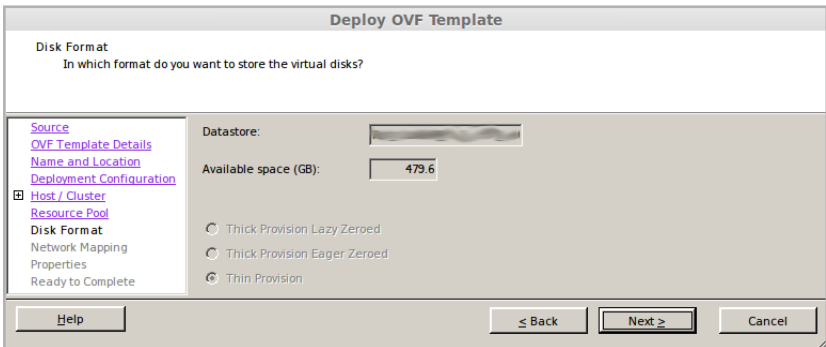 Deploy OVF Template
Disk Format
In which format do you want to store the virtual disks?
Source
OVF Template Details
Name and Location
Deployment Configuration
Host / Cluster
Resource Pool
Disk Format
Network Mapping
Properties
Ready to Complete
Datastore:
Available space (GB): 479.6
Thick Provision Lazy Zeroed
Thick Provision Eager Zeroed
Thin Provision
Help
≤ Back Next ≥ Cancel